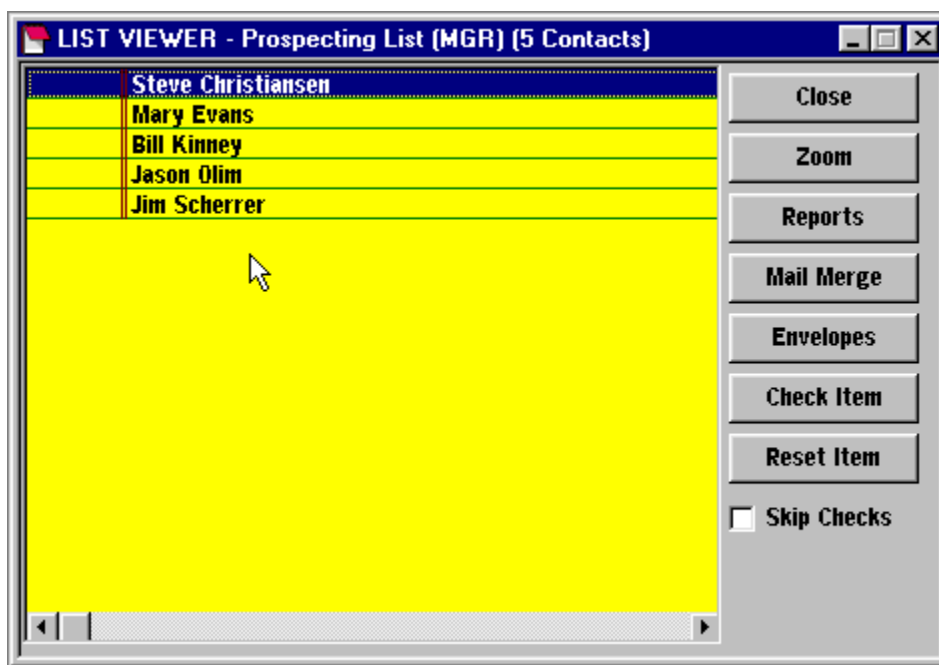 LIST VIEWER - Prospecting List (MGR) (5 Contacts)
Steve Christiansen
Mary Evans
Bill Kinney
Jason Olim
Jim Scherrer
Close
Zoom
Reports
Mail Merge
Envelopes
Check Item
Reset Item
Skip Checks